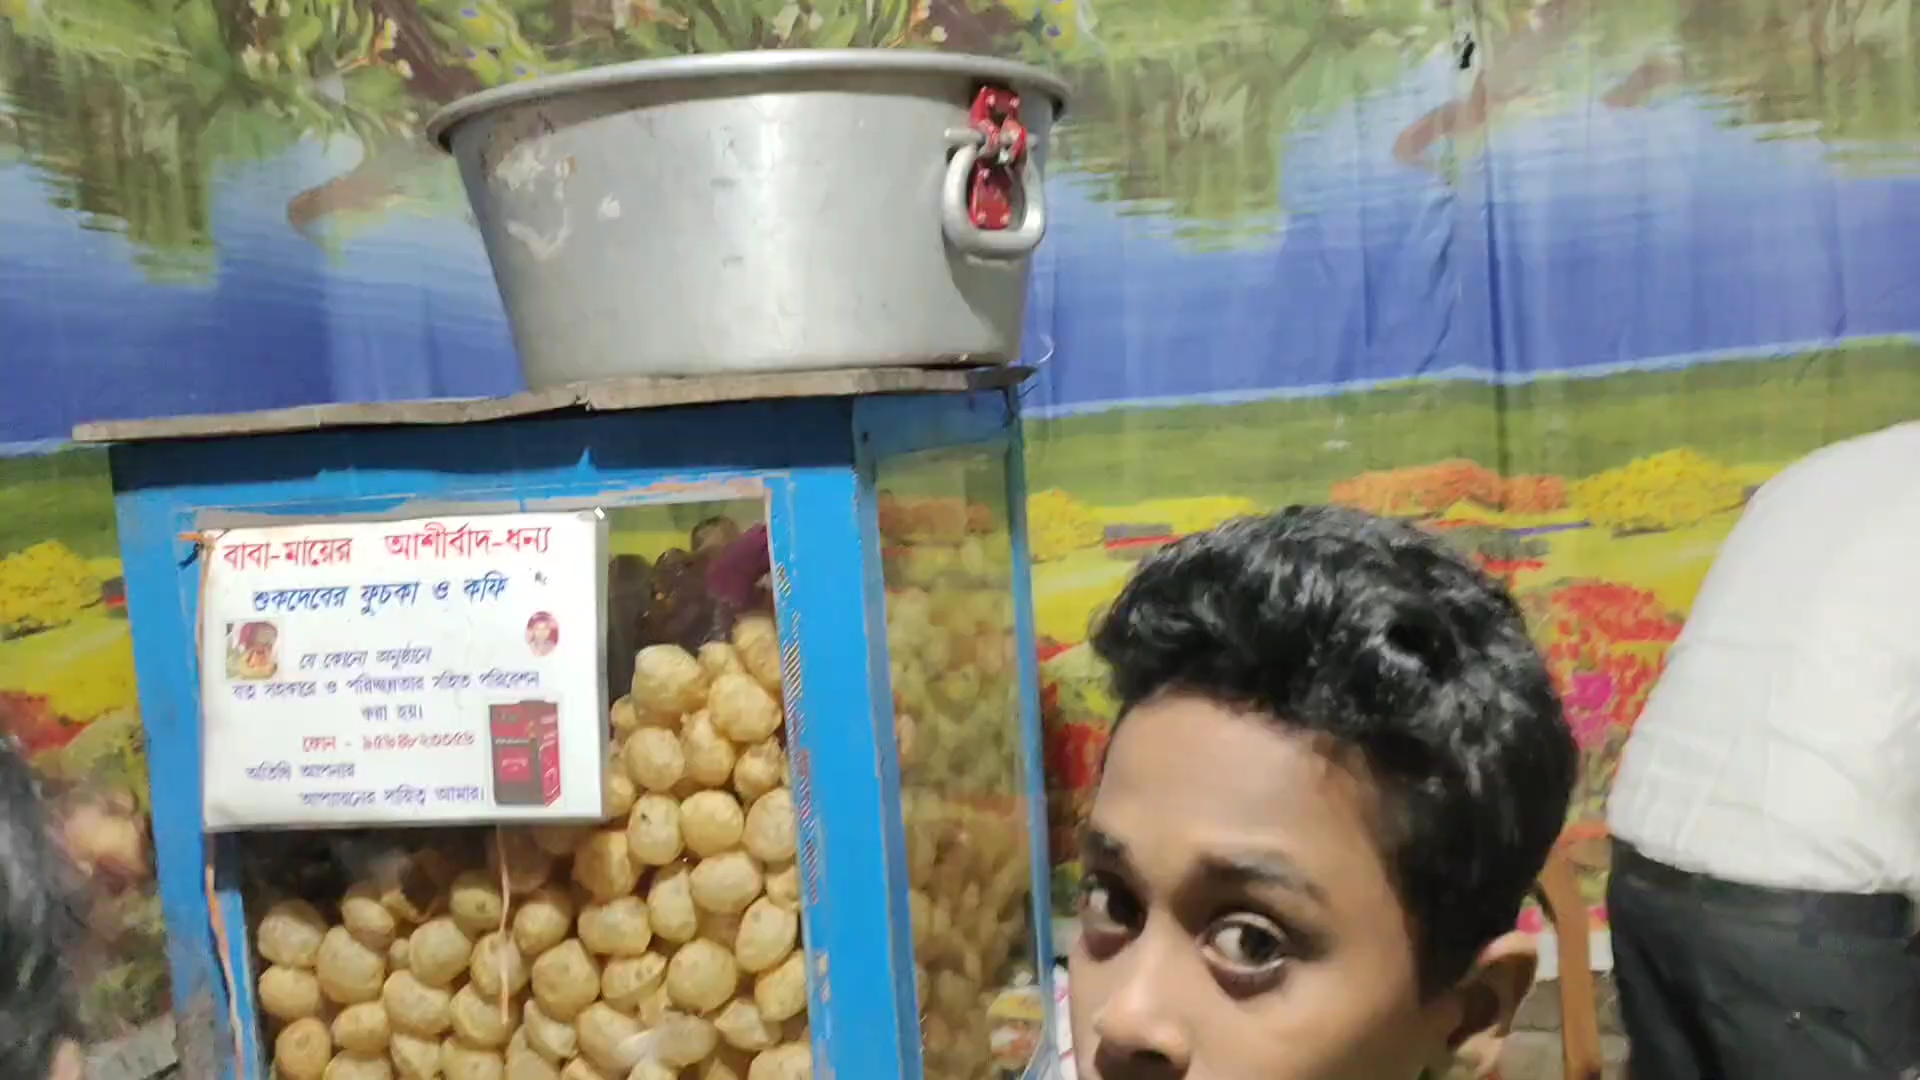 বাবা-মায়ের আশীর্বাদ-ধন্য
শুকদেবের ফুচকা ও কফি
যে কোনো অনুষ্ঠানে
যত্ন সহকারে ও পরিচ্ছন্নতার সহিত পরিবেশন
করা হয়।
ফোন -
অতিথি আপনার
আপ্যায়নের দায়িত্ব আমার।